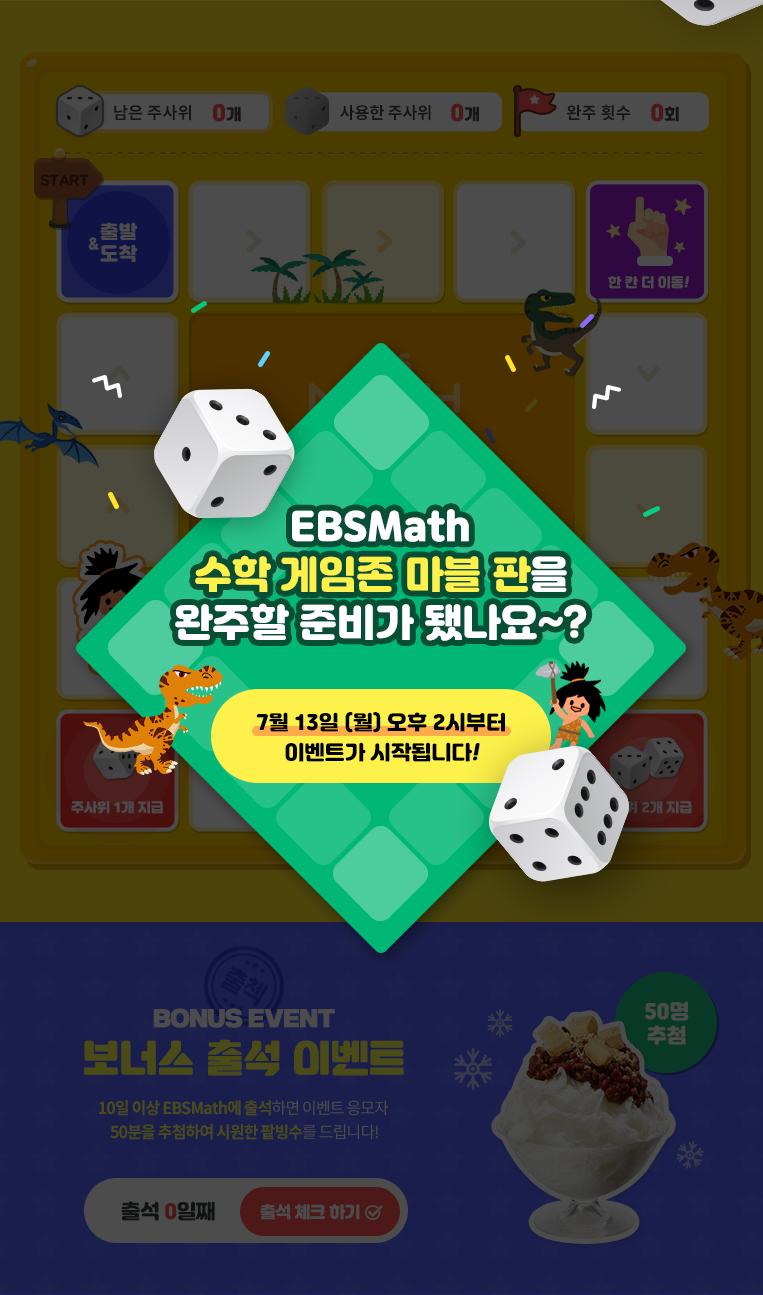 남은 주사위 0개
사용한 주사위 0개
완주 횟수 0회
START
출발
&도착
한 칸 더 이동!
EBSMath
수학 게임존 마블 판을
완주할 준비가 됐나요~?
7월 13일 (월) 오후 2시부터
이벤트가 시작됩니다!
주사위 1개 지급
2개 지급
출첵
BONUS EVENT
보너스 출석 이벤트
10일 이상 EBSMath에 출석하면 이벤트 응모자
50분을 추첨하여 시원한 팥빙수를 드립니다!
50명
추첨
출석 0일째
출석 체크 하기